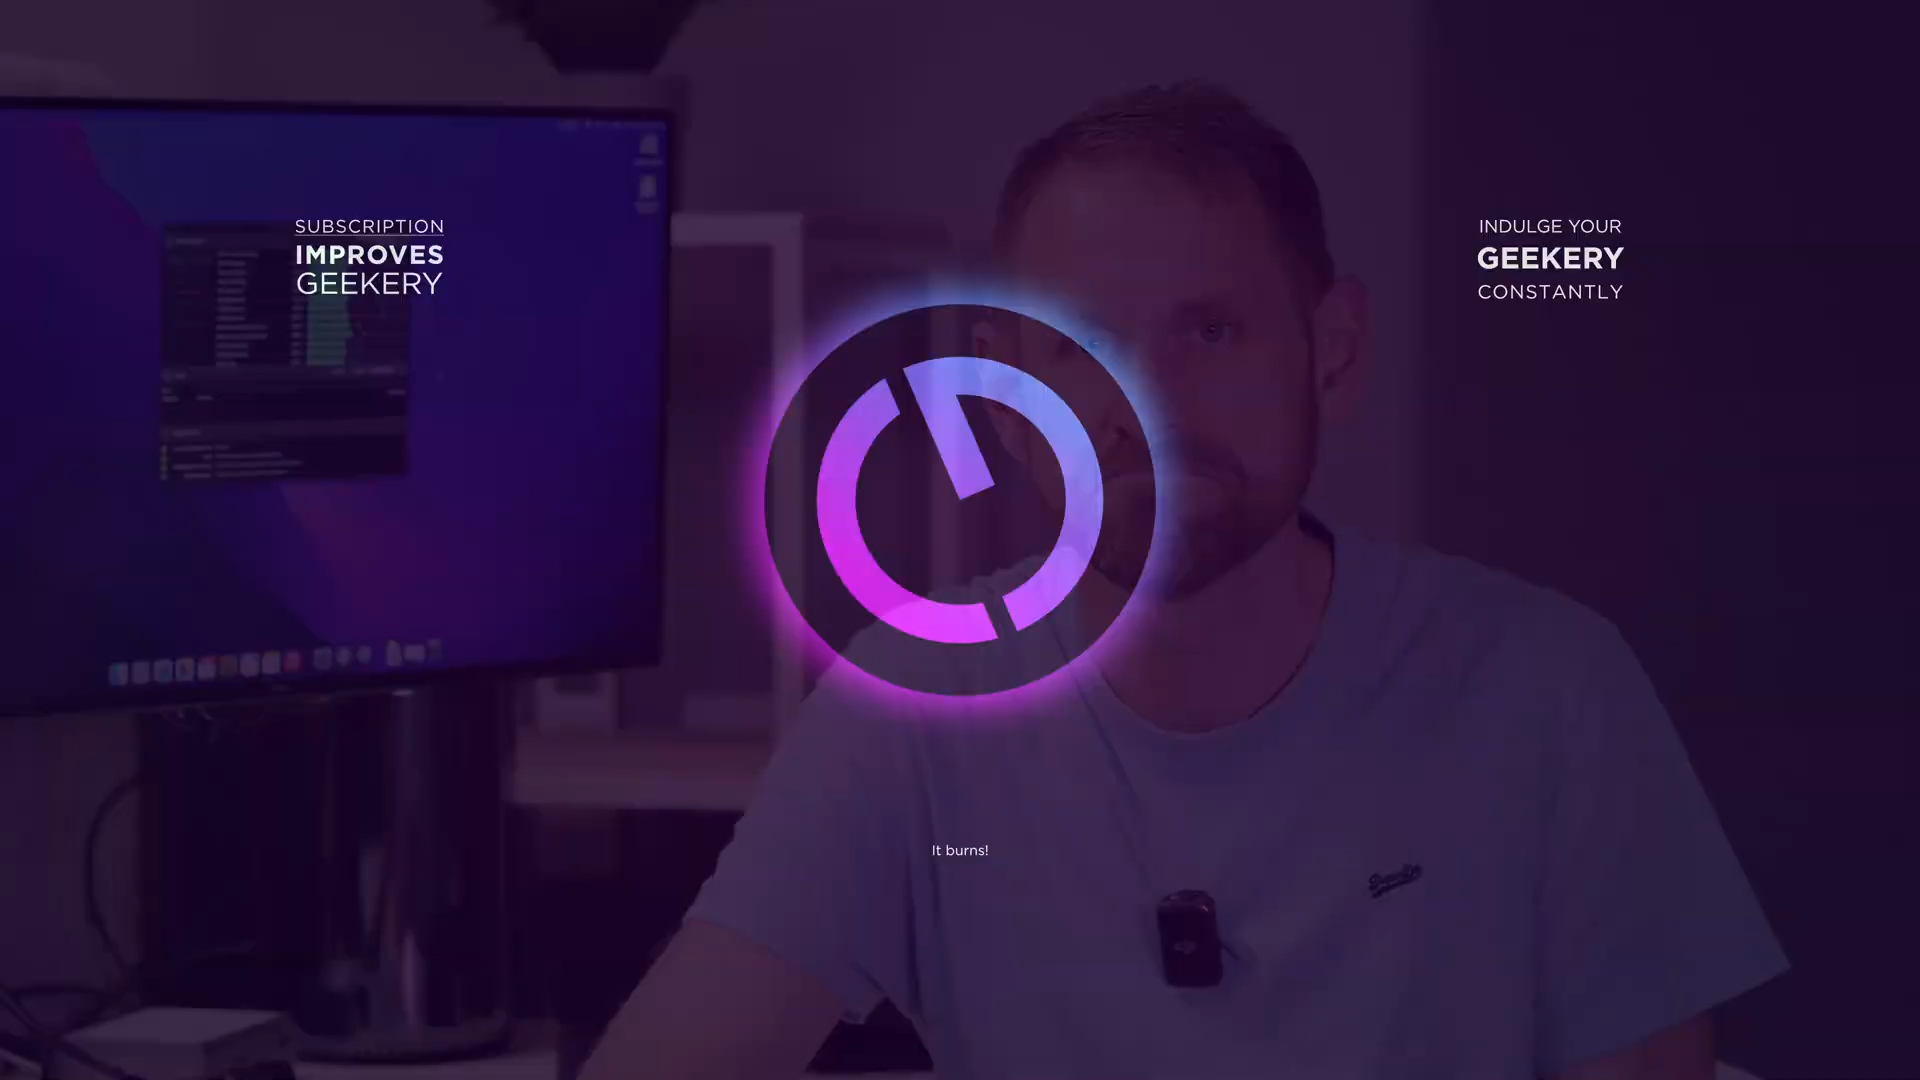 SUBSCRIPTION
IMPROVES
GEEKERY
INDULGE YOUR
GEEKERY
CONSTANTLY
It burns!